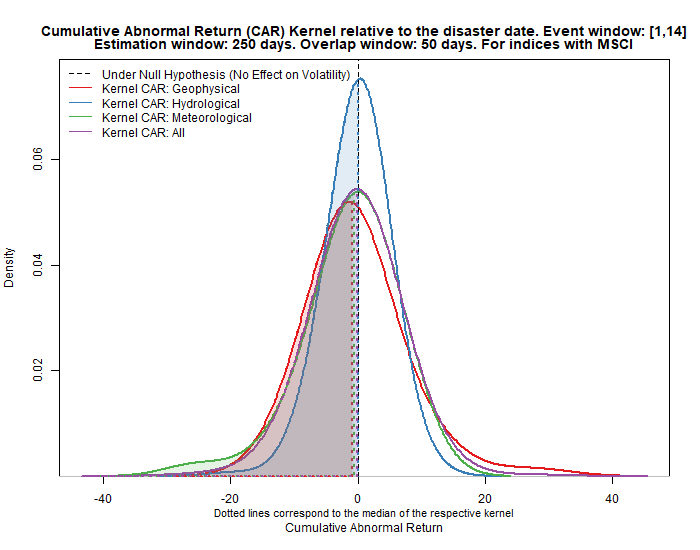 Cumulative Abnormal Return (CAR) Kernel relative to the disaster date. Event window: [1,14]
Estimation window: 250 days. Overlap window: 50 days. For indices with MSCI
Under Null Hypothesis (No Effect on Volatility)
Kernel CAR: Geophysical
Kernel CAR: Hydrological
Kernel CAR: Meteorological
Kernel CAR: All
Density
0.06
0.04
0.02
-40 -20 0 20 40
Dotted lines correspond to the median of the respective kernel
Cumulative Abnormal Return